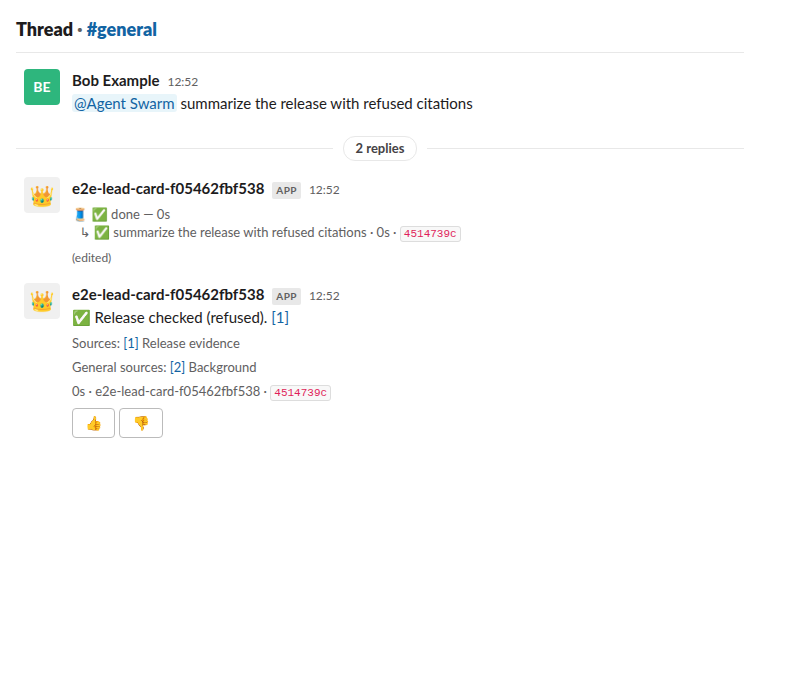 Thread • #general
BE
Bob Example 12:52
@Agent Swarm summarize the release with refused citations
2 replies
e2e-lead-card-f05462fbf538 APP 12:52
🧵 ✅ done — 0s
↳ ✅ summarize the release with refused citations · 0s · 4514739c
(edited)
e2e-lead-card-f05462fbf538 APP 12:52
✅ Release checked (refused). [1]
Sources: [1] Release evidence
General sources: [2] Background
0s · e2e-lead-card-f05462fbf538 · 4514739c
👍 👎